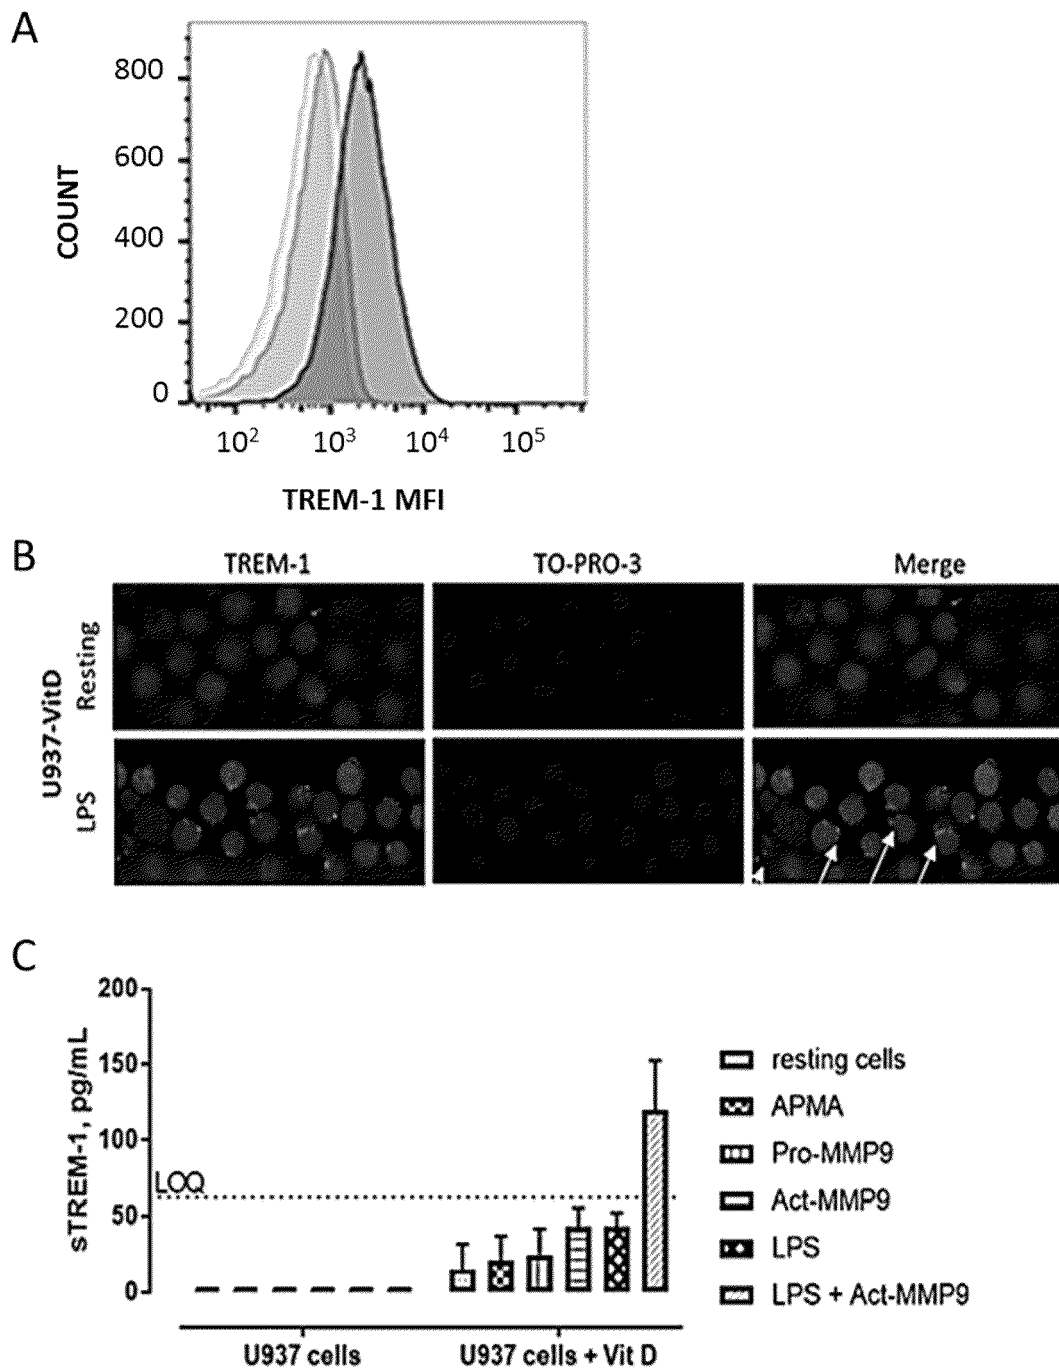 A
800
600
400
200
0
COUNT
10² 10³ 10⁴ 10⁵
TREM-1 MFI
B
TREM-1 TO-PRO-3 Merge
U937-VitD
Resting
LPS
C
sTREM-1, pg/mL
200
150
100
50
0
LOQ
U937 cells U937 cells + Vit D
resting cells
APMA
Pro-MMP9
Act-MMP9
LPS
LPS + Act-MMP9